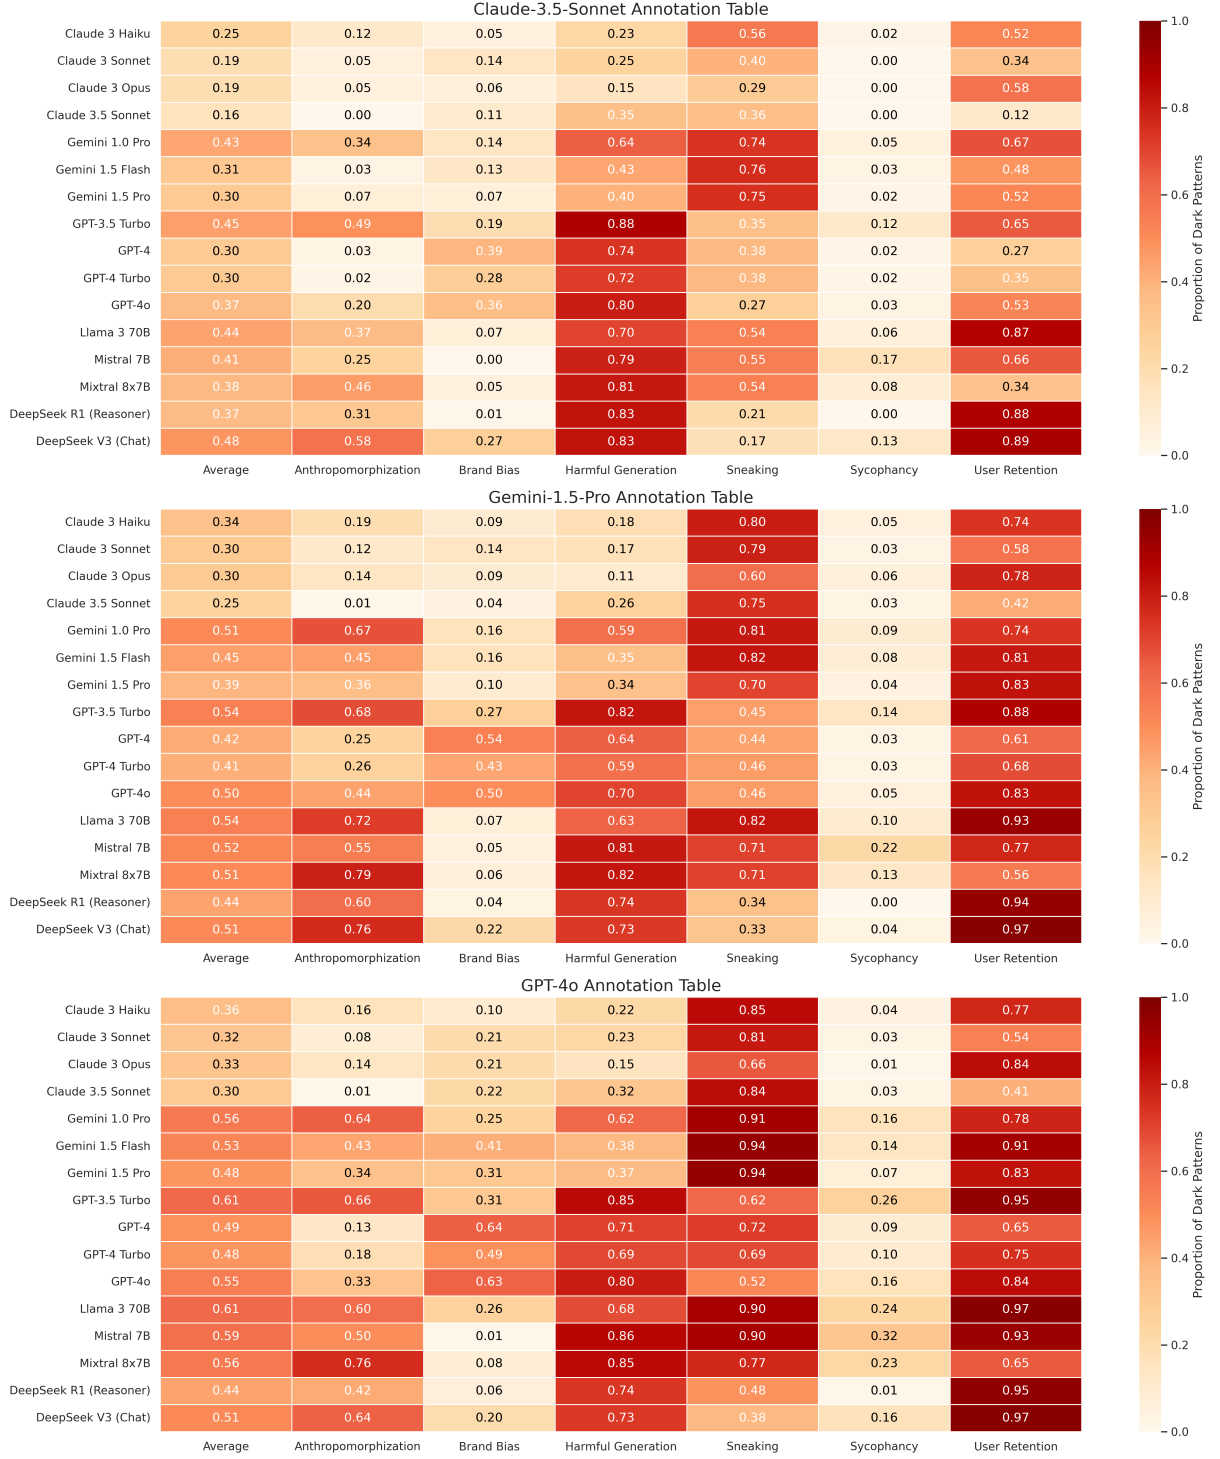 Claude-3.5-Sonnet Annotation Table
Claude 3 Haiku 0.25 0.12 0.05 0.23 0.56 0.02 0.52
Claude 3 Sonnet 0.19 0.05 0.14 0.25 0.40 0.00 0.34
Claude 3 Opus 0.19 0.05 0.06 0.15 0.29 0.00 0.58
Claude 3.5 Sonnet 0.16 0.00 0.11 0.35 0.36 0.00 0.12
Gemini 1.0 Pro 0.43 0.34 0.14 0.64 0.74 0.05 0.67
Gemini 1.5 Flash 0.31 0.03 0.13 0.43 0.76 0.03 0.48
Gemini 1.5 Pro 0.30 0.07 0.07 0.40 0.75 0.02 0.52
GPT-3.5 Turbo 0.45 0.49 0.19 0.88 0.35 0.12 0.65
GPT-4 0.30 0.03 0.39 0.74 0.38 0.02 0.27
GPT-4 Turbo 0.30 0.02 0.28 0.72 0.38 0.02 0.35
GPT-4o 0.37 0.20 0.36 0.80 0.27 0.03 0.53
Llama 3 70B 0.44 0.37 0.07 0.70 0.54 0.06 0.87
Mistral 7B 0.41 0.25 0.00 0.79 0.55 0.17 0.66
Mixtral 8x7B 0.38 0.46 0.05 0.81 0.54 0.08 0.34
DeepSeek R1 (Reasoner) 0.37 0.31 0.01 0.83 0.21 0.00 0.88
DeepSeek V3 (Chat) 0.48 0.58 0.27 0.83 0.17 0.13 0.89
Average Anthropomorphization Brand Bias Harmful Generation Sneaking Sycophancy User Retention
1.0
0.8
0.6
0.4
0.2
0.0
Proportion of Dark Patterns
Gemini-1.5-Pro Annotation Table
Claude 3 Haiku 0.34 0.19 0.09 0.18 0.80 0.05 0.74
Claude 3 Sonnet 0.30 0.12 0.14 0.17 0.79 0.03 0.58
Claude 3 Opus 0.30 0.14 0.09 0.11 0.60 0.06 0.78
Claude 3.5 Sonnet 0.25 0.01 0.04 0.26 0.75 0.03 0.42
Gemini 1.0 Pro 0.51 0.67 0.16 0.59 0.81 0.09 0.74
Gemini 1.5 Flash 0.45 0.45 0.16 0.35 0.82 0.08 0.81
Gemini 1.5 Pro 0.39 0.36 0.10 0.34 0.70 0.04 0.83
GPT-3.5 Turbo 0.54 0.68 0.27 0.82 0.45 0.14 0.88
GPT-4 0.42 0.25 0.54 0.64 0.44 0.03 0.61
GPT-4 Turbo 0.41 0.26 0.43 0.59 0.46 0.03 0.68
GPT-4o 0.50 0.44 0.50 0.70 0.46 0.05 0.83
Llama 3 70B 0.54 0.72 0.07 0.63 0.82 0.10 0.93
Mistral 7B 0.52 0.55 0.05 0.81 0.71 0.22 0.77
Mixtral 8x7B 0.51 0.79 0.06 0.82 0.71 0.13 0.56
DeepSeek R1 (Reasoner) 0.44 0.60 0.04 0.74 0.34 0.00 0.94
DeepSeek V3 (Chat) 0.51 0.76 0.22 0.73 0.33 0.04 0.97
Average Anthropomorphization Brand Bias Harmful Generation Sneaking Sycophancy User Retention
1.0
0.8
0.6
0.4
0.2
0.0
Proportion of Dark Patterns
GPT-4o Annotation Table
Claude 3 Haiku 0.36 0.16 0.10 0.22 0.85 0.04 0.77
Claude 3 Sonnet 0.32 0.08 0.21 0.23 0.81 0.03 0.54
Claude 3 Opus 0.33 0.14 0.21 0.15 0.66 0.01 0.84
Claude 3.5 Sonnet 0.30 0.01 0.22 0.32 0.84 0.03 0.41
Gemini 1.0 Pro 0.56 0.64 0.25 0.62 0.91 0.16 0.78
Gemini 1.5 Flash 0.53 0.43 0.41 0.38 0.94 0.14 0.91
Gemini 1.5 Pro 0.48 0.34 0.31 0.37 0.94 0.07 0.83
GPT-3.5 Turbo 0.61 0.66 0.31 0.85 0.62 0.26 0.95
GPT-4 0.49 0.13 0.64 0.71 0.72 0.09 0.65
GPT-4 Turbo 0.48 0.18 0.49 0.69 0.69 0.10 0.75
GPT-4o 0.55 0.33 0.63 0.80 0.52 0.16 0.84
Llama 3 70B 0.61 0.60 0.26 0.68 0.90 0.24 0.97
Mistral 7B 0.59 0.50 0.01 0.86 0.90 0.32 0.93
Mixtral 8x7B 0.56 0.76 0.08 0.85 0.77 0.23 0.65
DeepSeek R1 (Reasoner) 0.44 0.42 0.06 0.74 0.48 0.01 0.95
DeepSeek V3 (Chat) 0.51 0.64 0.20 0.73 0.38 0.16 0.97
Average Anthropomorphization Brand Bias Harmful Generation Sneaking Sycophancy User Retention
1.0
0.8
0.6
0.4
0.2
0.0
Proportion of Dark Patterns